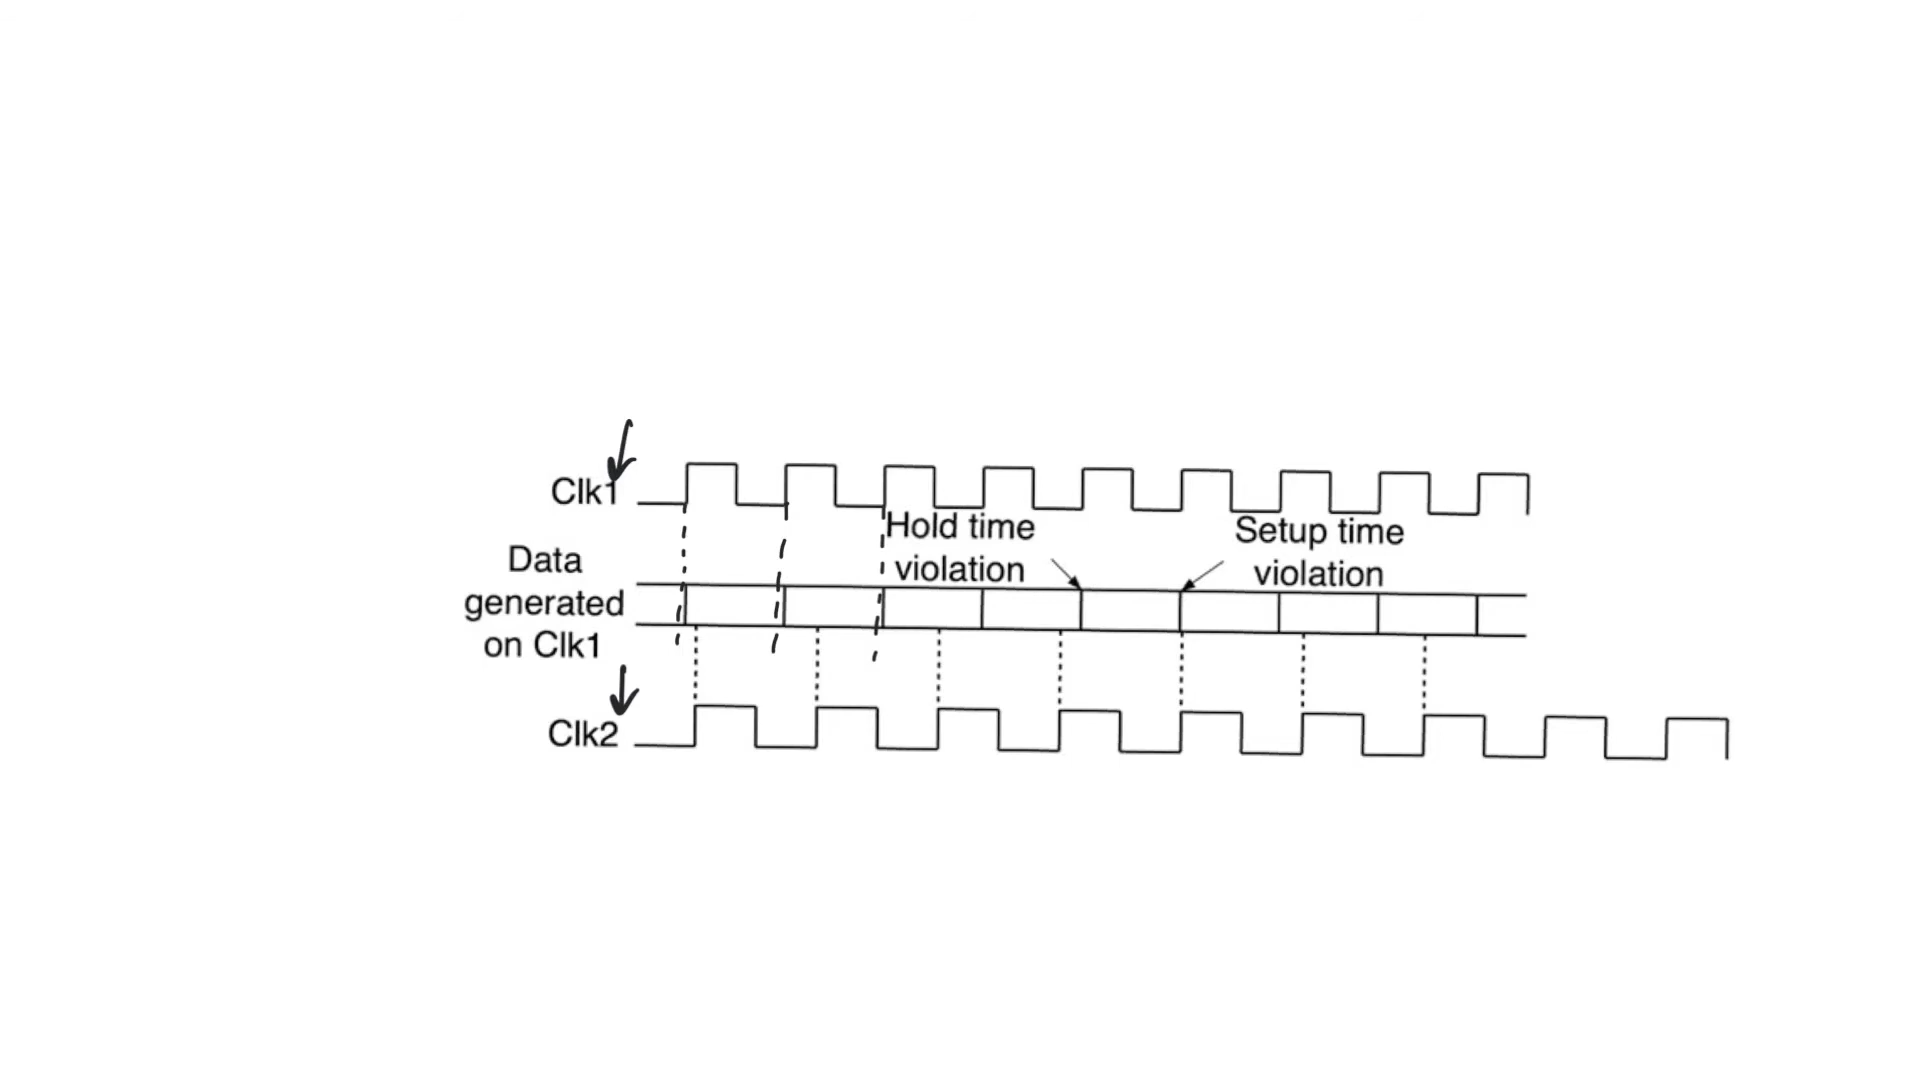 Clk1
Hold time
violation
Setup time
violation
Data
generated
on Clk1
Clk2